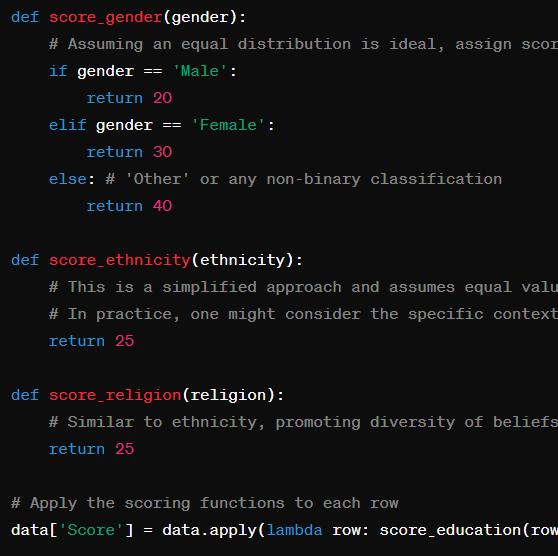 def score_gender(gender):
# Assuming an equal distribution is ideal, assign scor
if gender == 'Male':
return 20
elif gender == 'Female':
return 30
else: # 'Other' or any non-binary classification
return 40
def score_ethnicity(ethnicity):
# This is a simplified approach and assumes equal valu
# In practice, one might consider the specific context
return 25
def score_religion(religion):
# Similar to ethnicity, promoting diversity of beliefs
return 25
# Apply the scoring functions to each row
data['Score'] = data.apply(lambda row: score_education(row